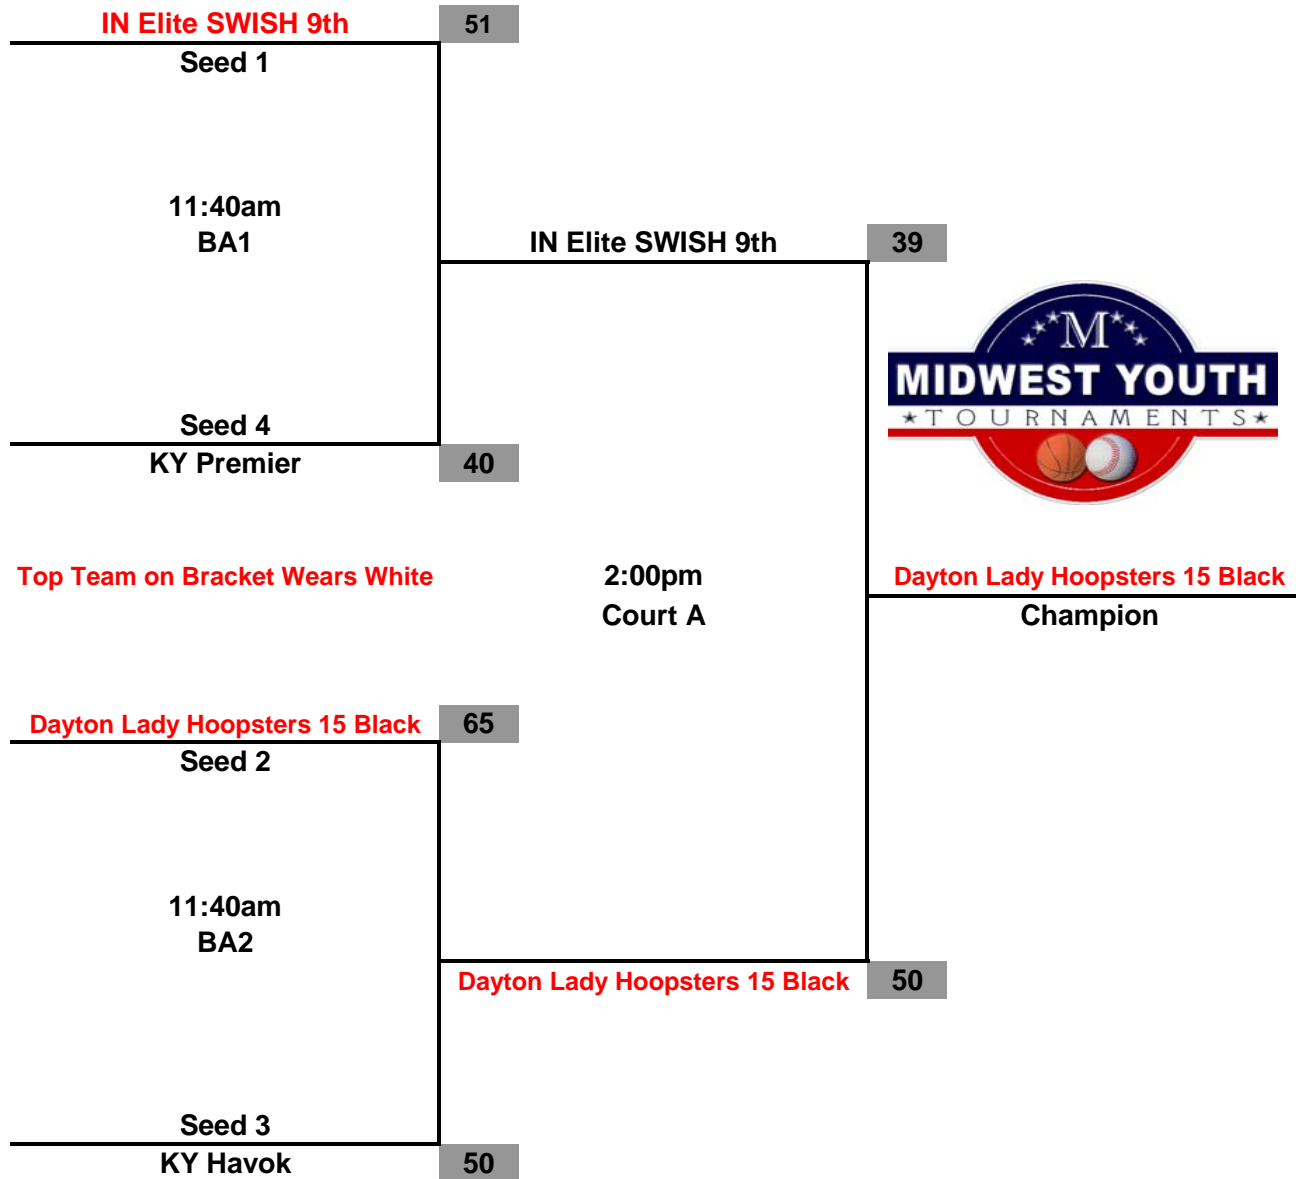 IN Elite SWISH 9th 51
Seed 1
11:40am
BA1
IN Elite SWISH 9th 39
M
MIDWEST YOUTH
TOURNAMENTS
Seed 4
KY Premier 40
Top Team on Bracket Wears White
2:00pm
Court A
Dayton Lady Hoopsters 15 Black
Champion
Dayton Lady Hoopsters 15 Black 65
Seed 2
11:40am
BA2
Dayton Lady Hoopsters 15 Black 50
Seed 3
KY Havok 50